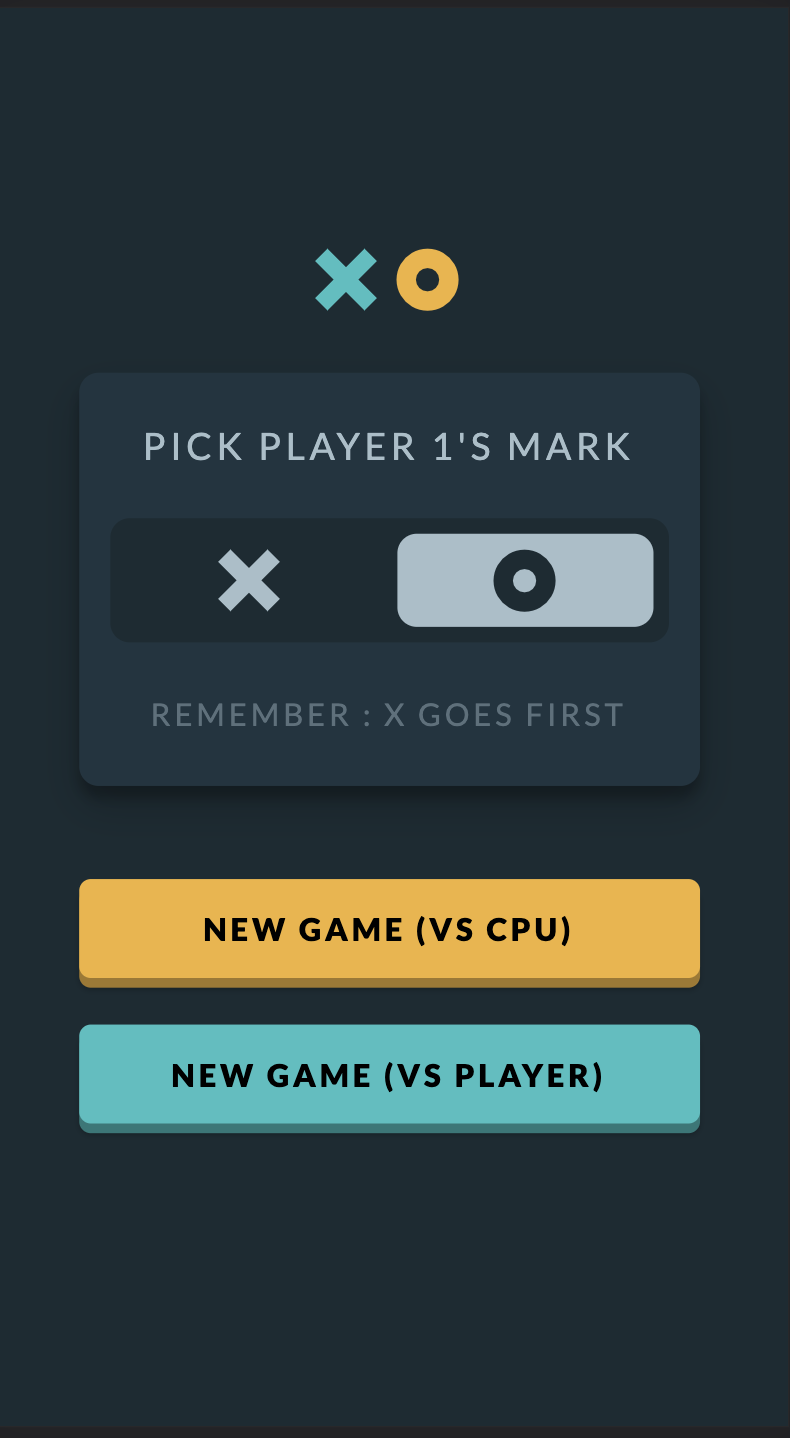 PICK PLAYER 1'S MARK
REMEMBER : X GOES FIRST
NEW GAME (VS CPU)
NEW GAME (VS PLAYER)